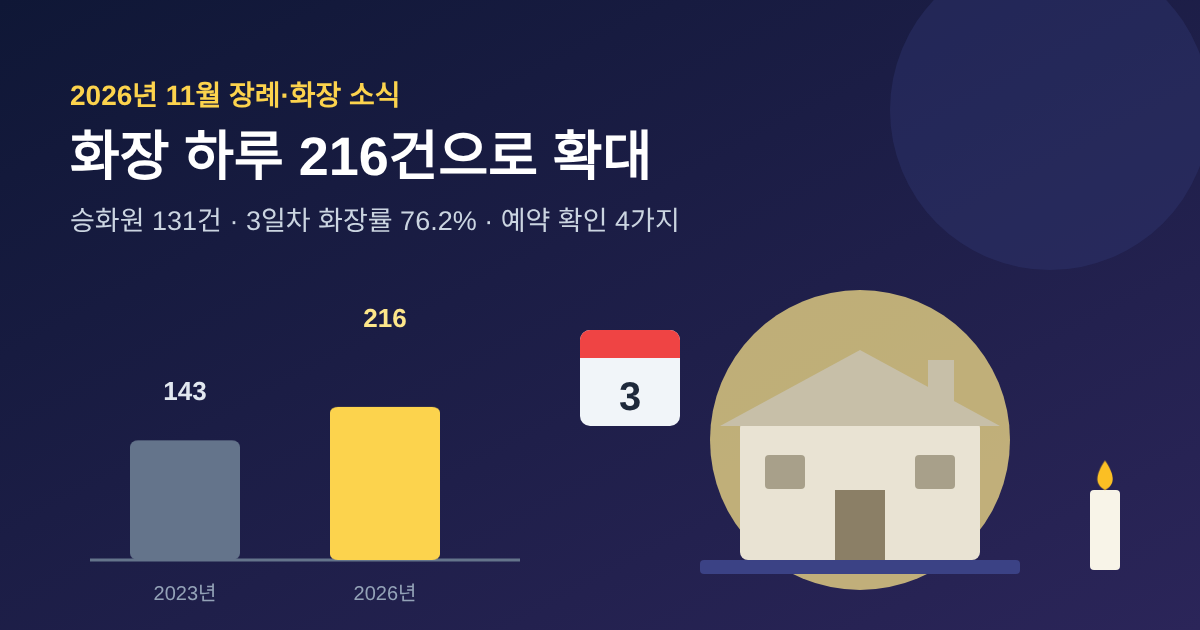 2026년 11월 장례·화장 소식
화장 하루 216건으로 확대
승화원 131건 · 3일차 화장률 76.2% · 예약 확인 4가지
216
143
3
2023년
2026년